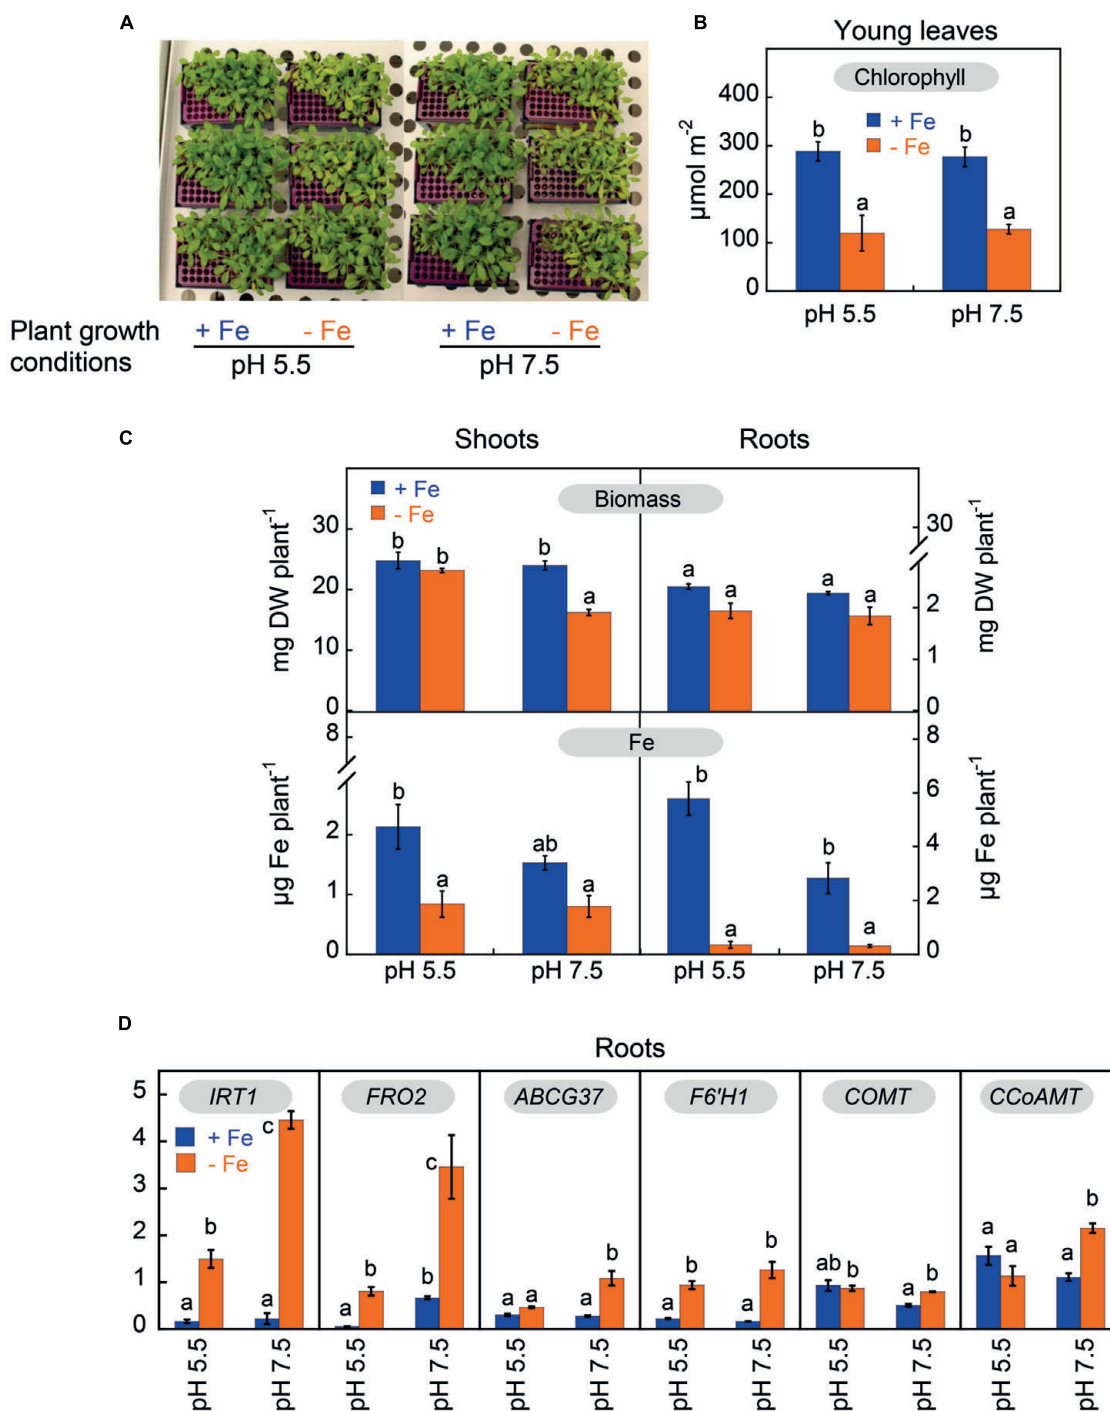 A
Plant growth conditions
+ Fe - Fe + Fe - Fe
pH 5.5 pH 7.5
B
Young leaves
Chlorophyll
+ Fe
- Fe
µmol m⁻²
400
300
200
100
0
b a b a
pH 5.5 pH 7.5
C
Shoots Roots
Biomass
+ Fe
- Fe
mg DW plant⁻¹
30
20
10
0
b b b a
a a a a
30
2
1
0
mg DW plant⁻¹
Fe
µg Fe plant⁻¹
8
2
1
0
b a ab a
b a b a
8
6
4
2
0
µg Fe plant⁻¹
pH 5.5 pH 7.5 pH 5.5 pH 7.5
D
Roots
IRT1 FRO2 ABCG37 F6'H1 COMT CCoAMT
+ Fe
- Fe
5
4
3
2
1
0
a b a c
a b b c
a a a b
a b a b
ab b a b
a a a b
pH 5.5 pH 7.5 pH 5.5 pH 7.5 pH 5.5 pH 7.5 pH 5.5 pH 7.5 pH 5.5 pH 7.5 pH 5.5 pH 7.5